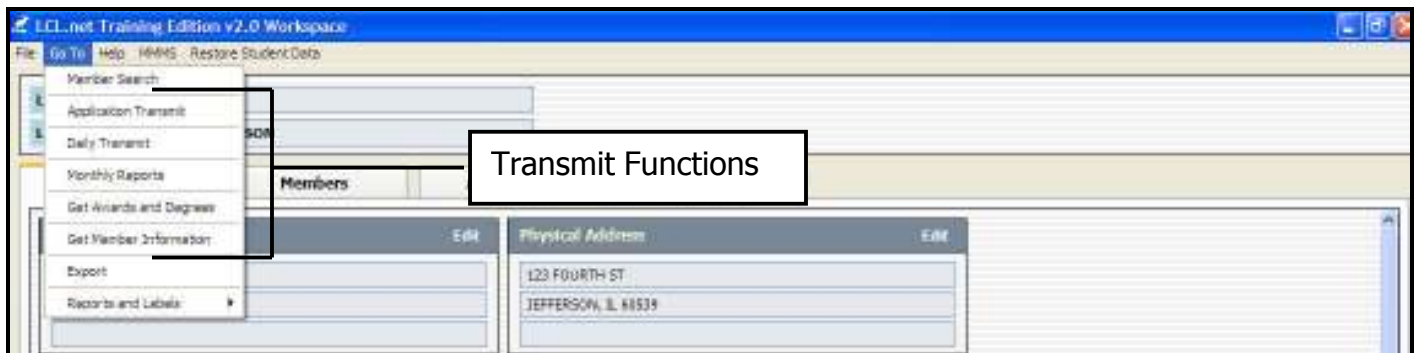 LCL.net Training Edition v2.0 Workspace
File Go To Help MMMS Restore Student Data
Member Search
Application Transmit
Daily Transmit
SON
Transmit Functions
Monthly Reports
Members
Get Awards and Degrees
Get Member Information
Edit
Physical Address
Edit
Export
123 FOURTH ST
Reports and Labels
JEFFERSON, IL 60539